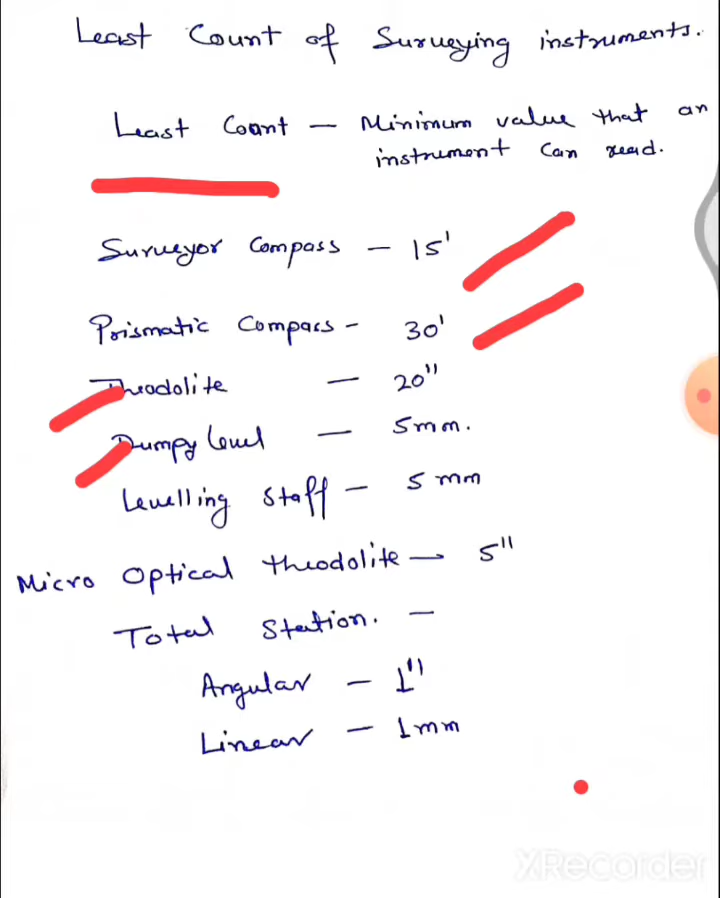 Least Count of Surveying instruments.
Least Count — Minimum value that an
instrument Can read.
Surveyor Compass — 15'
Prismatic Compass - 30'
Theodolite — 20"
Dumpy level — 5mm.
Levelling Staff — 5 mm
Micro Optical theodolite — 5"
Total Station. —
Angular — 1"
Linear — 1mm
XRecorder